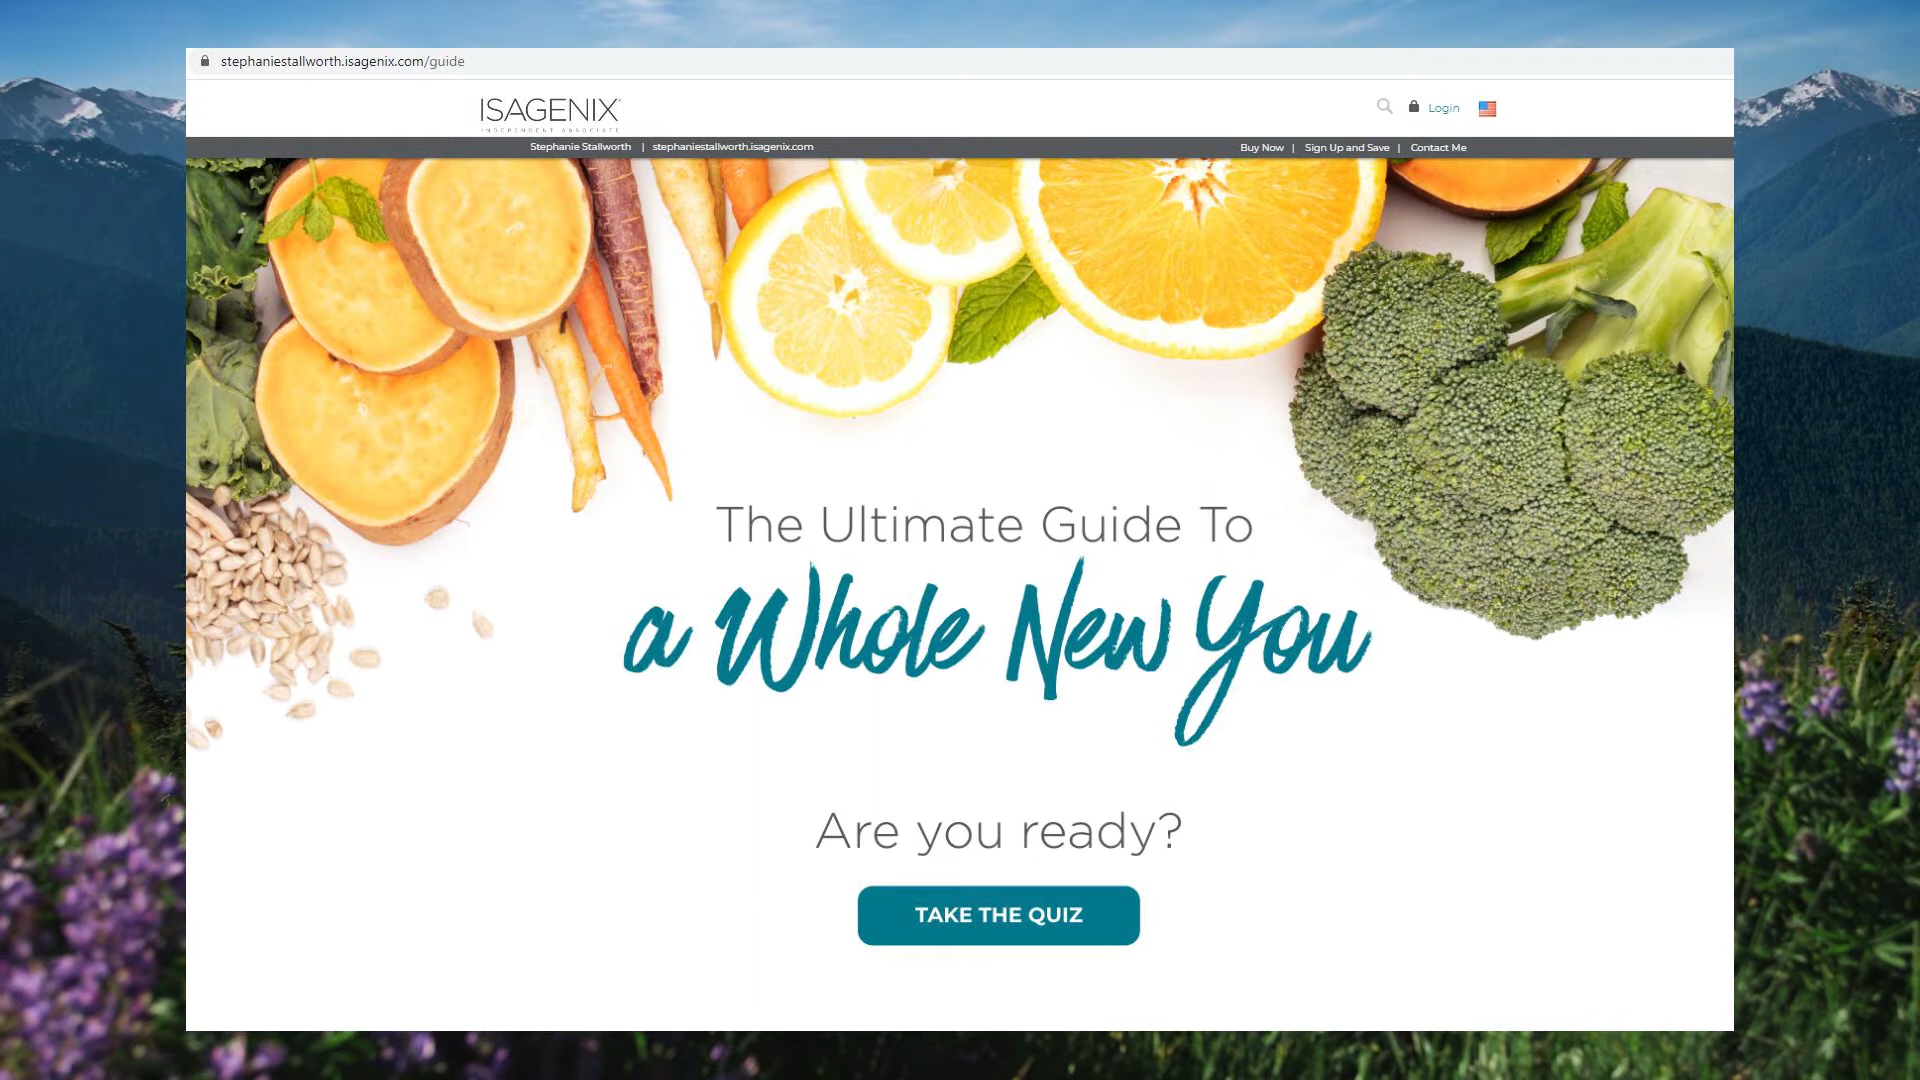 stephaniestallworth.isagenix.com/guide
ISAGENIX
INDEPENDENT ASSOCIATE
Login
Stephanie Stallworth | stephaniestallworth.isagenix.com
Buy Now | Sign Up and Save | Contact Me
The Ultimate Guide To
a Whole New You
Are you ready?
TAKE THE QUIZ